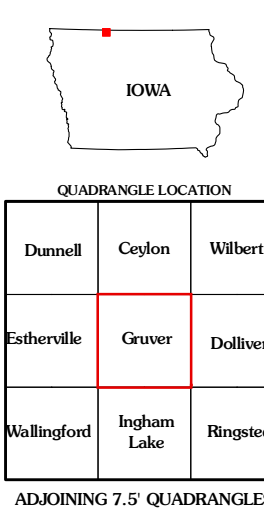 IOWA
QUADRANGLE LOCATION
Dunnell Ceylon Wilbert
Estherville Gruver Dolliver
Wallingford Ingham Lake Ringsted
ADJOINING 7.5' QUADRANGLES